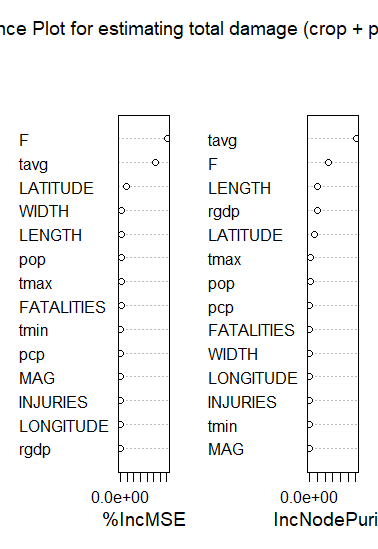 nce Plot for estimating total damage (crop + p
F
tavg
LATITUDE
WIDTH
LENGTH
pop
tmax
FATALITIES
tmin
pcp
MAG
INJURIES
LONGITUDE
rgdp
0.0e+00
%IncMSE
tavg
F
LENGTH
rgdp
LATITUDE
tmax
pop
pcp
FATALITIES
WIDTH
LONGITUDE
INJURIES
tmin
MAG
0.0e+00
IncNodePuri